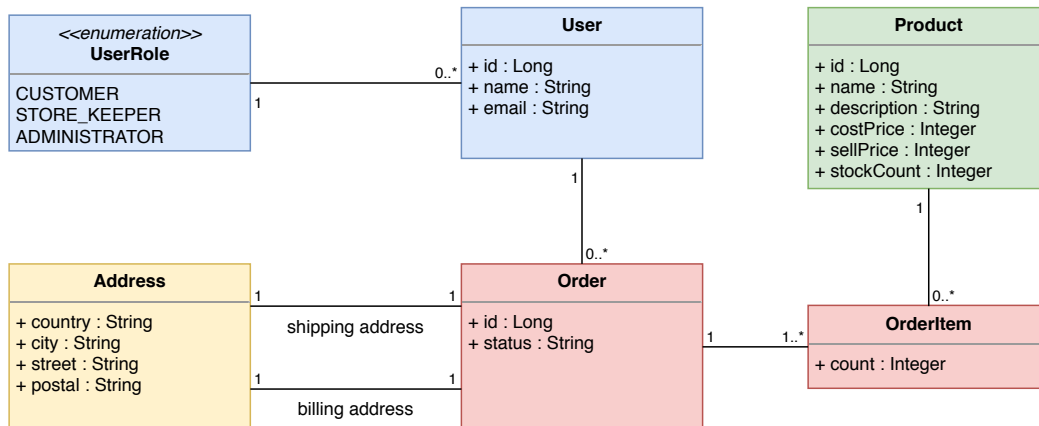 <<enumeration>>
UserRole
CUSTOMER
STORE_KEEPER
ADMINISTRATOR
1
0..*
User
+ id : Long
+ name : String
+ email : String
Product
+ id : Long
+ name : String
+ description : String
+ costPrice : Integer
+ sellPrice : Integer
+ stockCount : Integer
1
0..*
1
0..*
Address
+ country : String
+ city : String
+ street : String
+ postal : String
1
1
shipping address
1
1
billing address
Order
+ id : Long
+ status : String
1
1..*
OrderItem
+ count : Integer